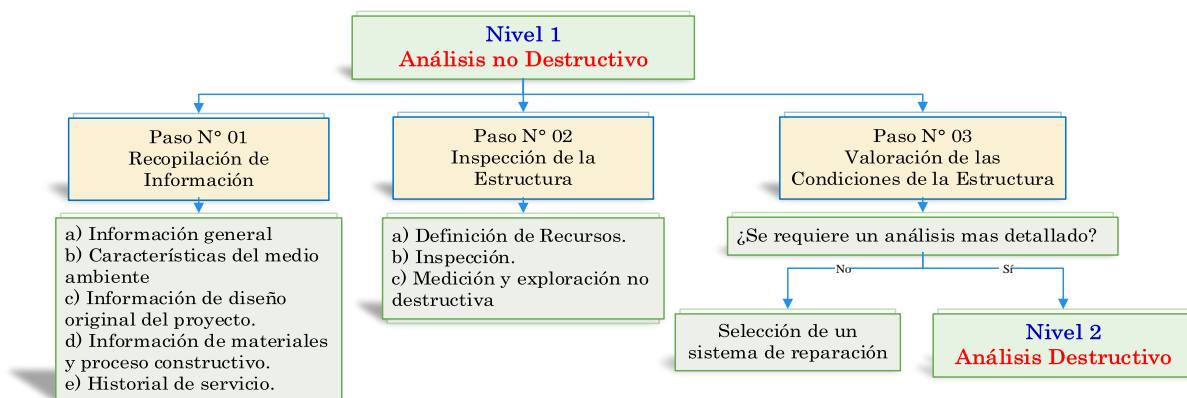 Nivel 1
Análisis no Destructivo
Paso N° 01
Recopilación de
Información
Paso N° 02
Inspección de la
Estructura
Paso N° 03
Valoración de las
Condiciones de la Estructura
a) Información general
b) Características del medio
ambiente
c) Información de diseño
original del proyecto.
d) Información de materiales
y proceso constructivo.
e) Historial de servicio.
a) Definición de Recursos.
b) Inspección.
c) Medición y exploración no
destructiva
¿Se requiere un análisis mas detallado?
No
Sí
Selección de un
sistema de reparación
Nivel 2
Análisis Destructivo